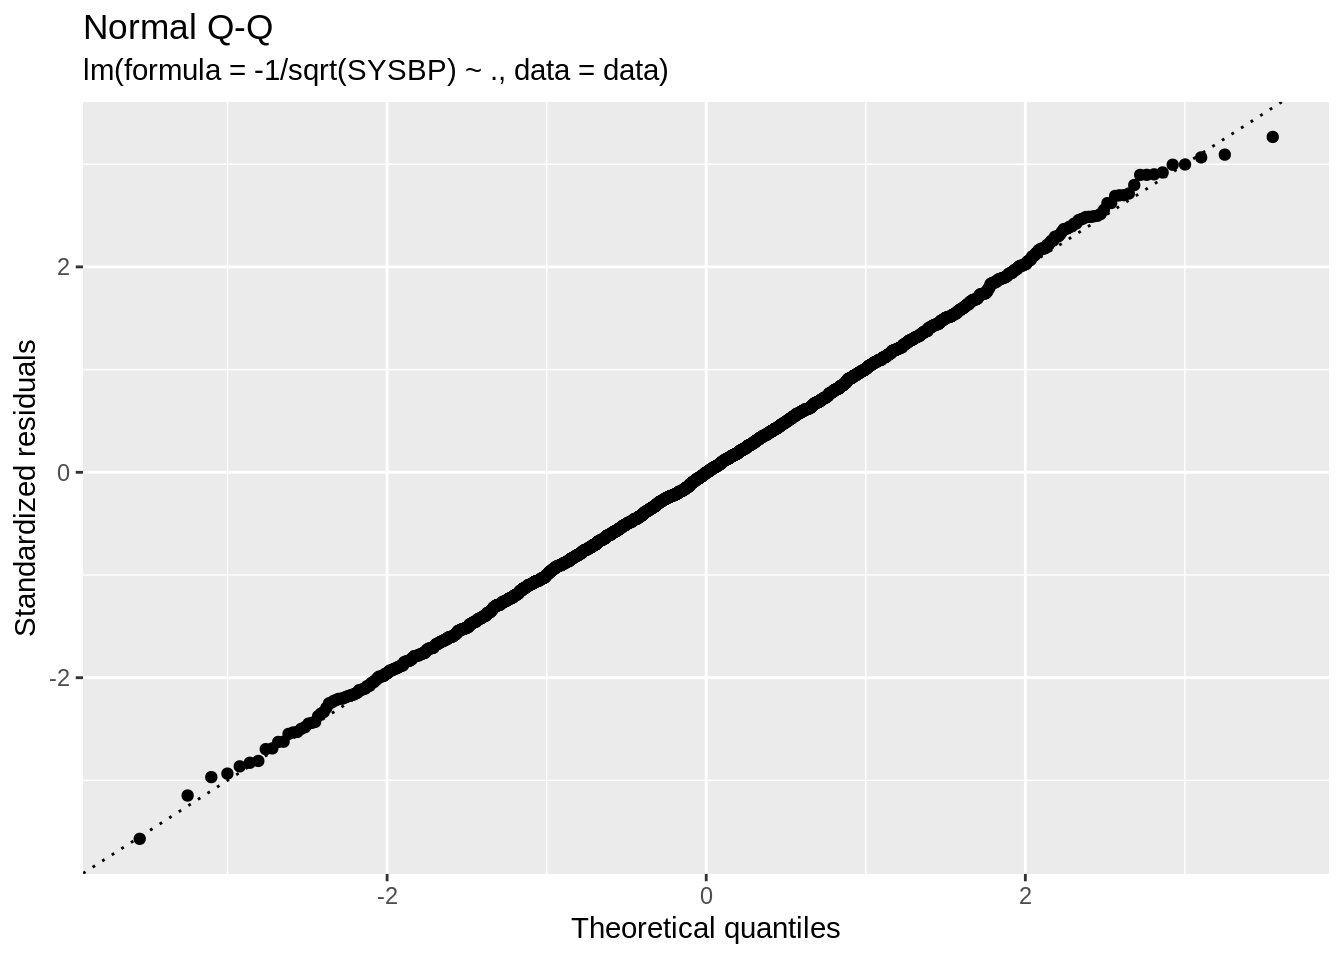 Normal Q-Q
lm(formula = -1/sqrt(SYSBP) ~ ., data = data)
Standardized residuals
2
0
-2
-2
0
2
Theoretical quantiles